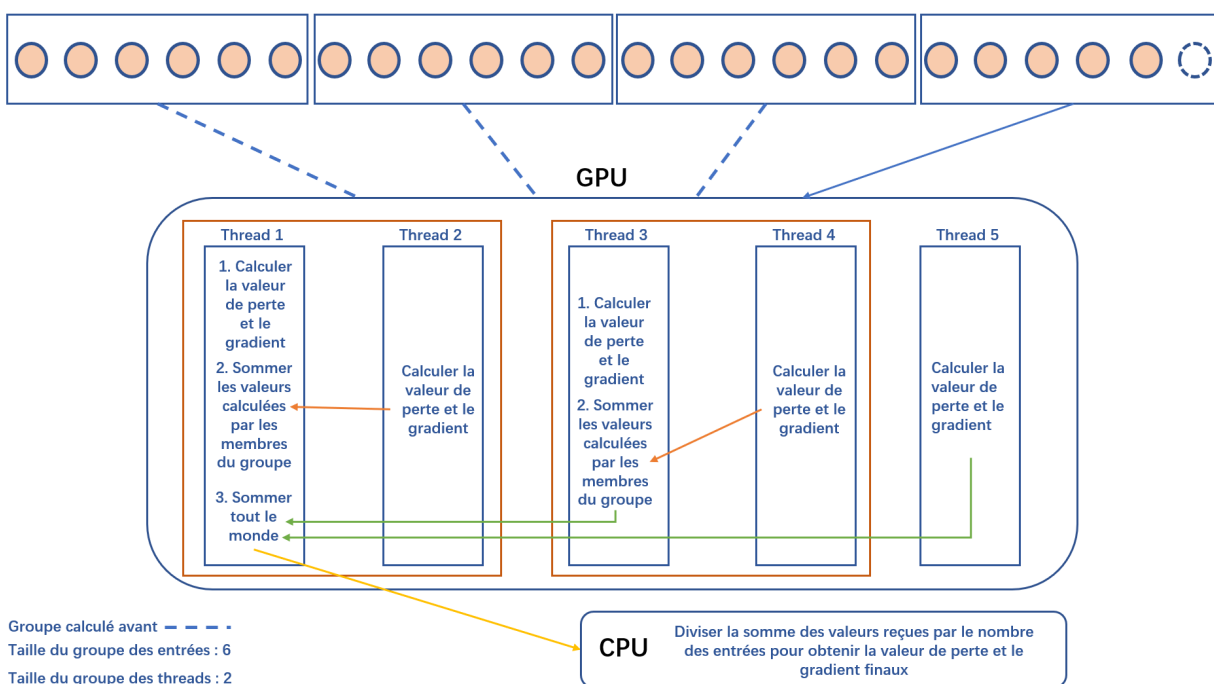 GPU
Thread 1
1. Calculer
la valeur
de perte
et le
gradient
2. Sommer
les valeurs
calculées
par les
membres
du groupe
3. Sommer
tout le
monde
Thread 2
Calculer la
valeur de
perte et le
gradient
Thread 3
1. Calculer
la valeur
de perte
et le
gradient
2. Sommer
les valeurs
calculées
par les
membres
du groupe
Thread 4
Calculer la
valeur de
perte et le
gradient
Thread 5
Calculer la
valeur de
perte et le
gradient
Groupe calculé avant
Taille du groupe des entrées : 6
Taille du groupe des threads : 2
CPU
Diviser la somme des valeurs reçues par le nombre
des entrées pour obtenir la valeur de perte et le
gradient finaux